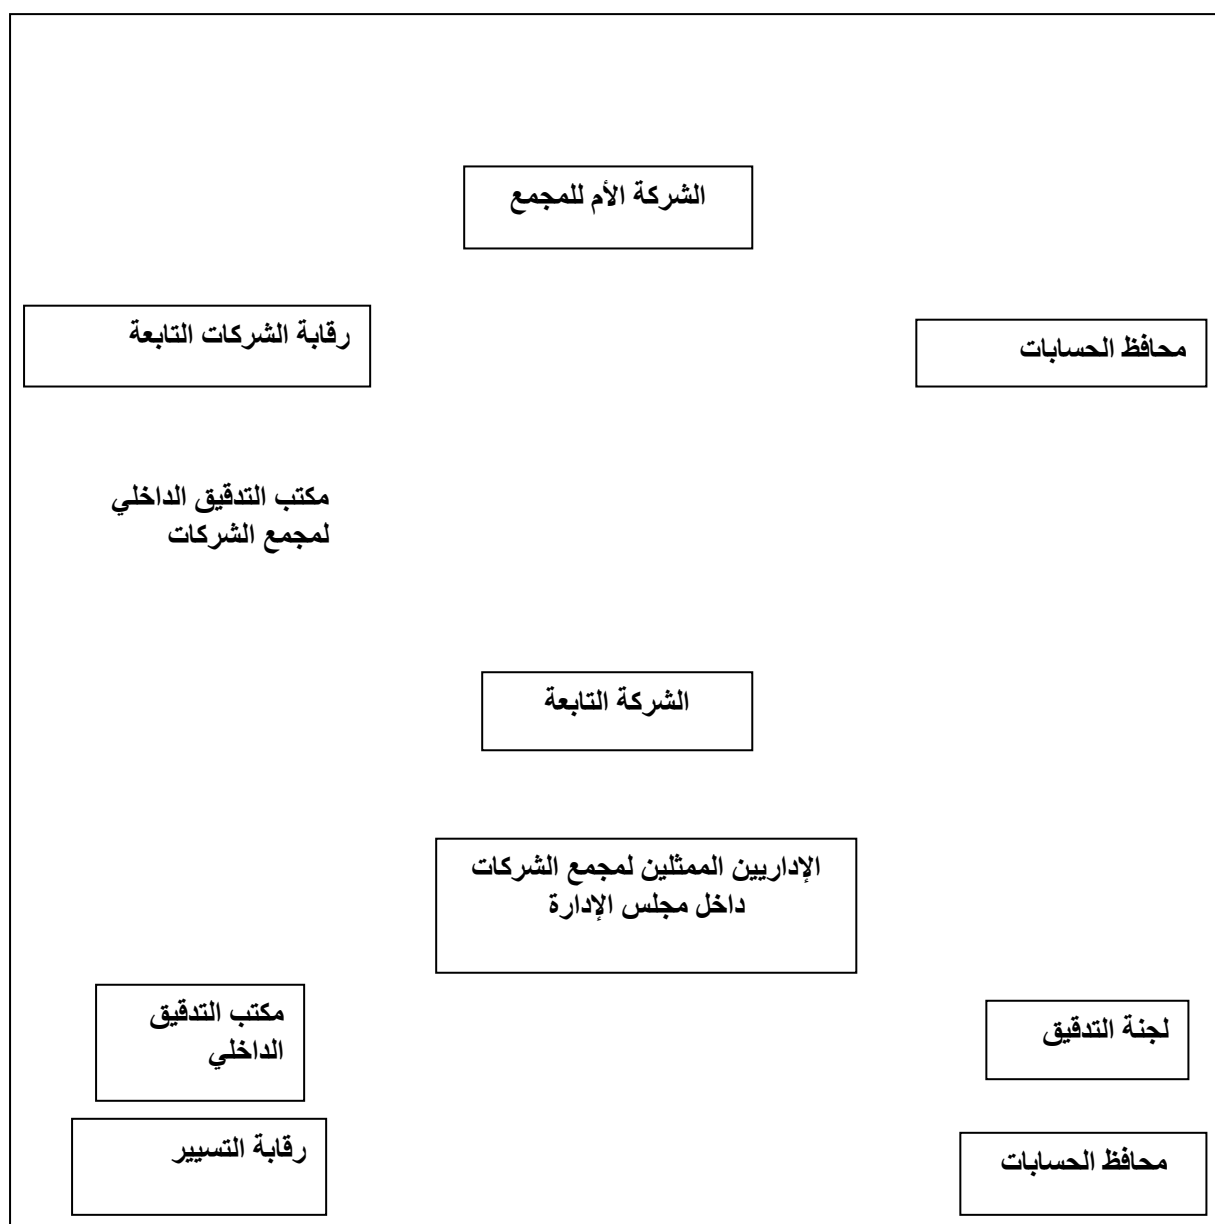 الشركة الأم للمجمع
محافظ الحسابات
رقابة الشركات التابعة
مكتب التدقيق الداخلي
لمجمع الشركات
الشركة التابعة
الإداريين الممثلين لمجمع الشركات
داخل مجلس الإدارة
لجنة التدقيق
مكتب التدقيق
الداخلي
محافظ الحسابات
رقابة التسيير